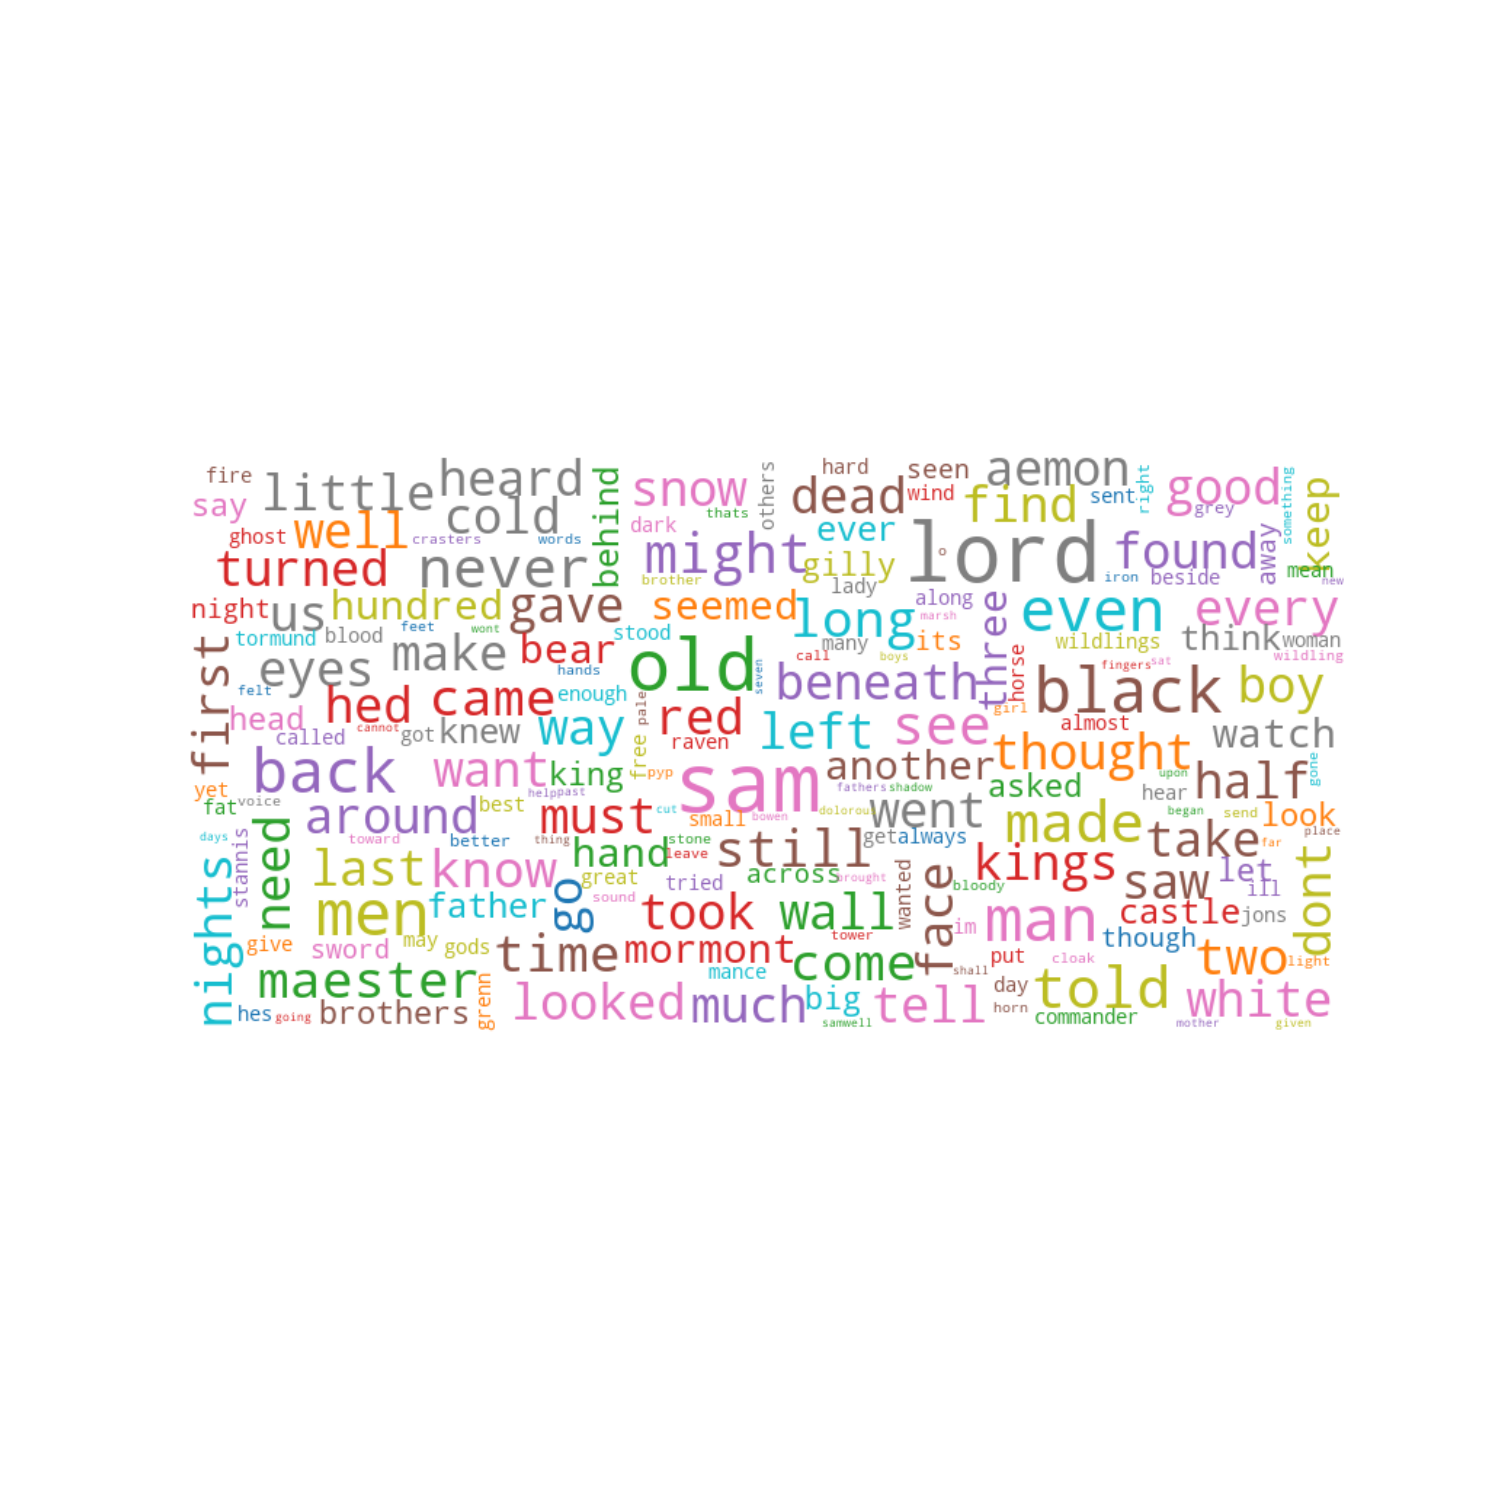 fire little heard behind snow others hard seen aemon right good something keep
say well cold thats dark dead wind find sent grey
ghost crasters words ever lord o found away
turned never might gilly iron beside mean new
brother lady along
night us hundred gave seemed long marsh three even every
tormund blood feet wont stood many its wildlings think woman
first eyes make bear old call boys horse fingers sat wildling
felt hands seven beneath black boy
head hed came enough pale red left see girl almost
called cannot got knew way raven thought watch
back want king free pyp sam another upon half gone
yet fathers shadow asked hear
fat voice around best help past must cut small bowen dolorous went made began send look
days toward better thing stone get always take place far
nights stannis need last know hand leave still across kings saw let dont
great tried brought bloody ill
men father go sound took wall wanted face man castle jons
give sword may gods time mormont tower im though two light
maester mance come shall put cloak told
grenn looked much big tell day white
hes going brothers samwell horn commander mother given